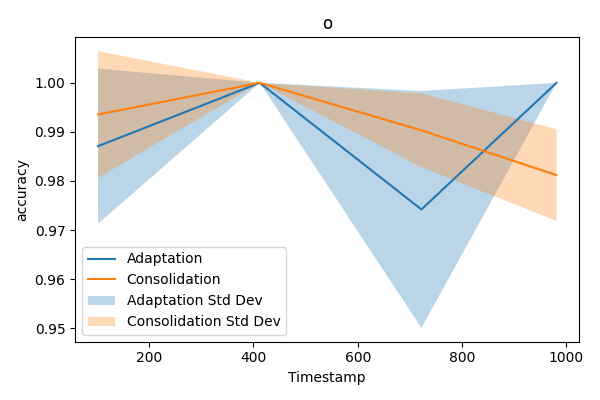 o
accuracy
1.00
0.99
0.98
0.97
0.96
0.95
Adaptation
Consolidation
Adaptation Std Dev
Consolidation Std Dev
200
400
600
800
1000
Timestamp